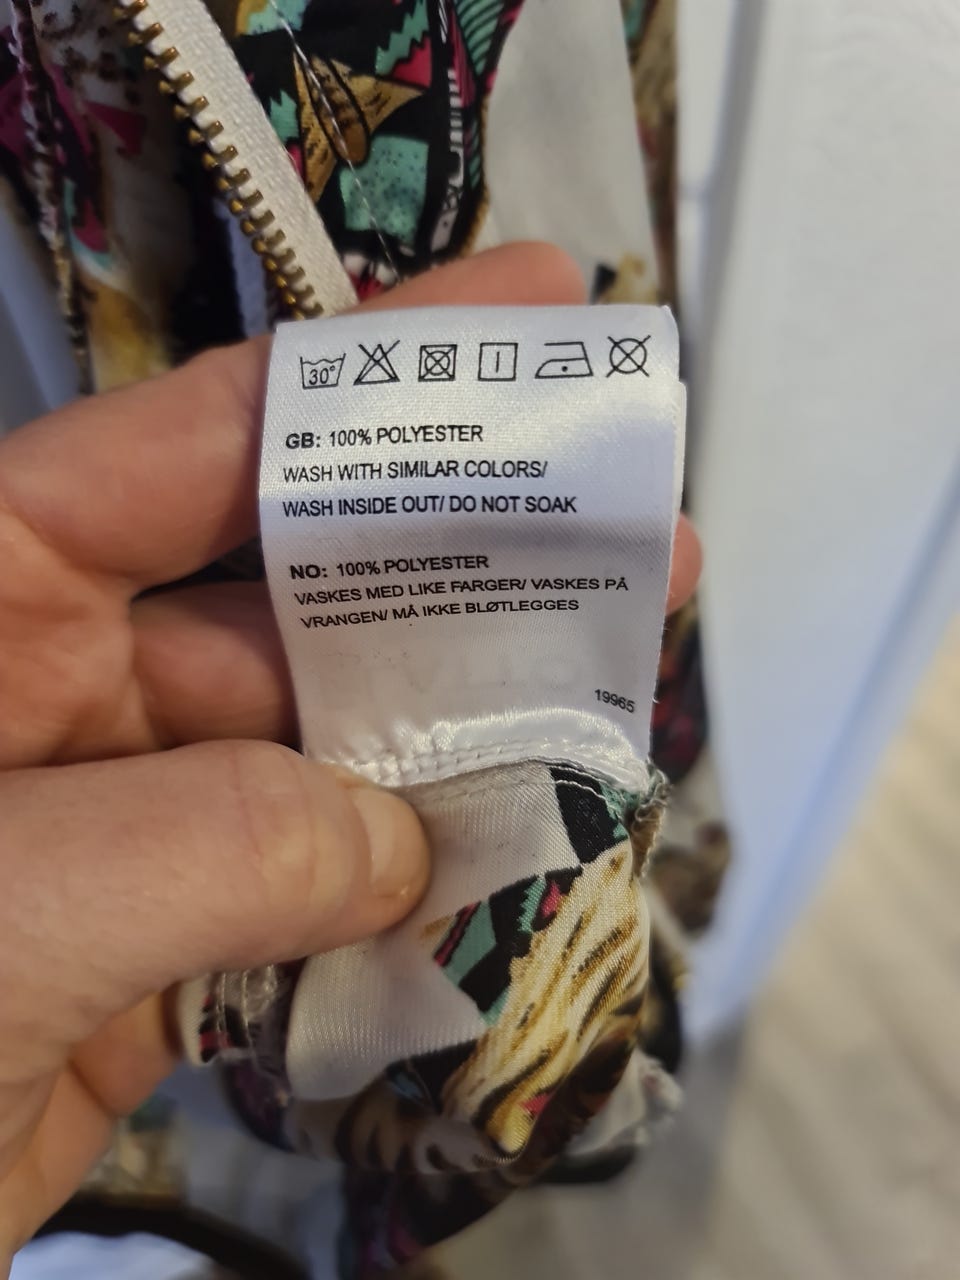 30°
GB: 100% POLYESTER
WASH WITH SIMILAR COLORS/
WASH INSIDE OUT/ DO NOT SOAK
NO: 100% POLYESTER
VASKES MED LIKE FARGER/ VASKES PÅ
VRANGEN/ MÅ IKKE BLØTLEGGES
19965